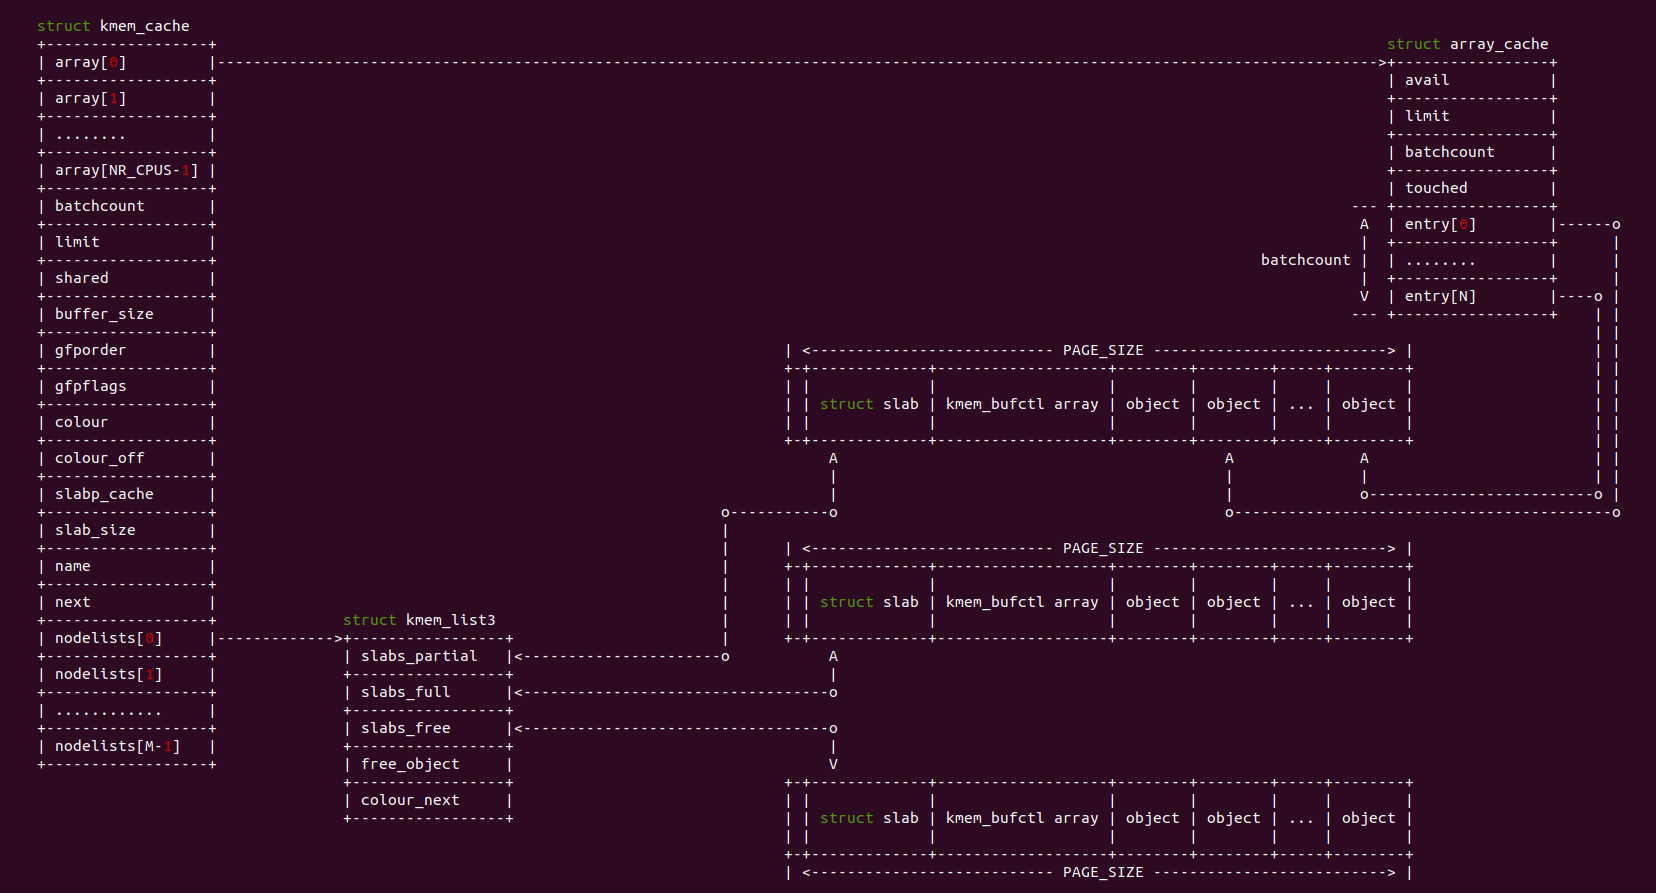 struct kmem_cache
struct array_cache
array[0]
avail
array[1]
limit
........
batchcount
array[NR_CPUS-1]
touched
batchcount
A entry[0]
limit
batchcount ........
shared
V entry[N]
buffer_size
gfporder
<--------------------------- PAGE_SIZE -------------------------->
gfpflags
struct slab | kmem_bufctl array | object | object | ... | object
colour
colour_off
A A A
slabp_cache
slab_size
<--------------------------- PAGE_SIZE -------------------------->
name
next
struct slab | kmem_bufctl array | object | object | ... | object
struct kmem_list3
nodelists[0]
slabs_partial
A
nodelists[1]
slabs_full
............
slabs_free
nodelists[M-1]
free_object
V
colour_next
struct slab | kmem_bufctl array | object | object | ... | object
<--------------------------- PAGE_SIZE -------------------------->